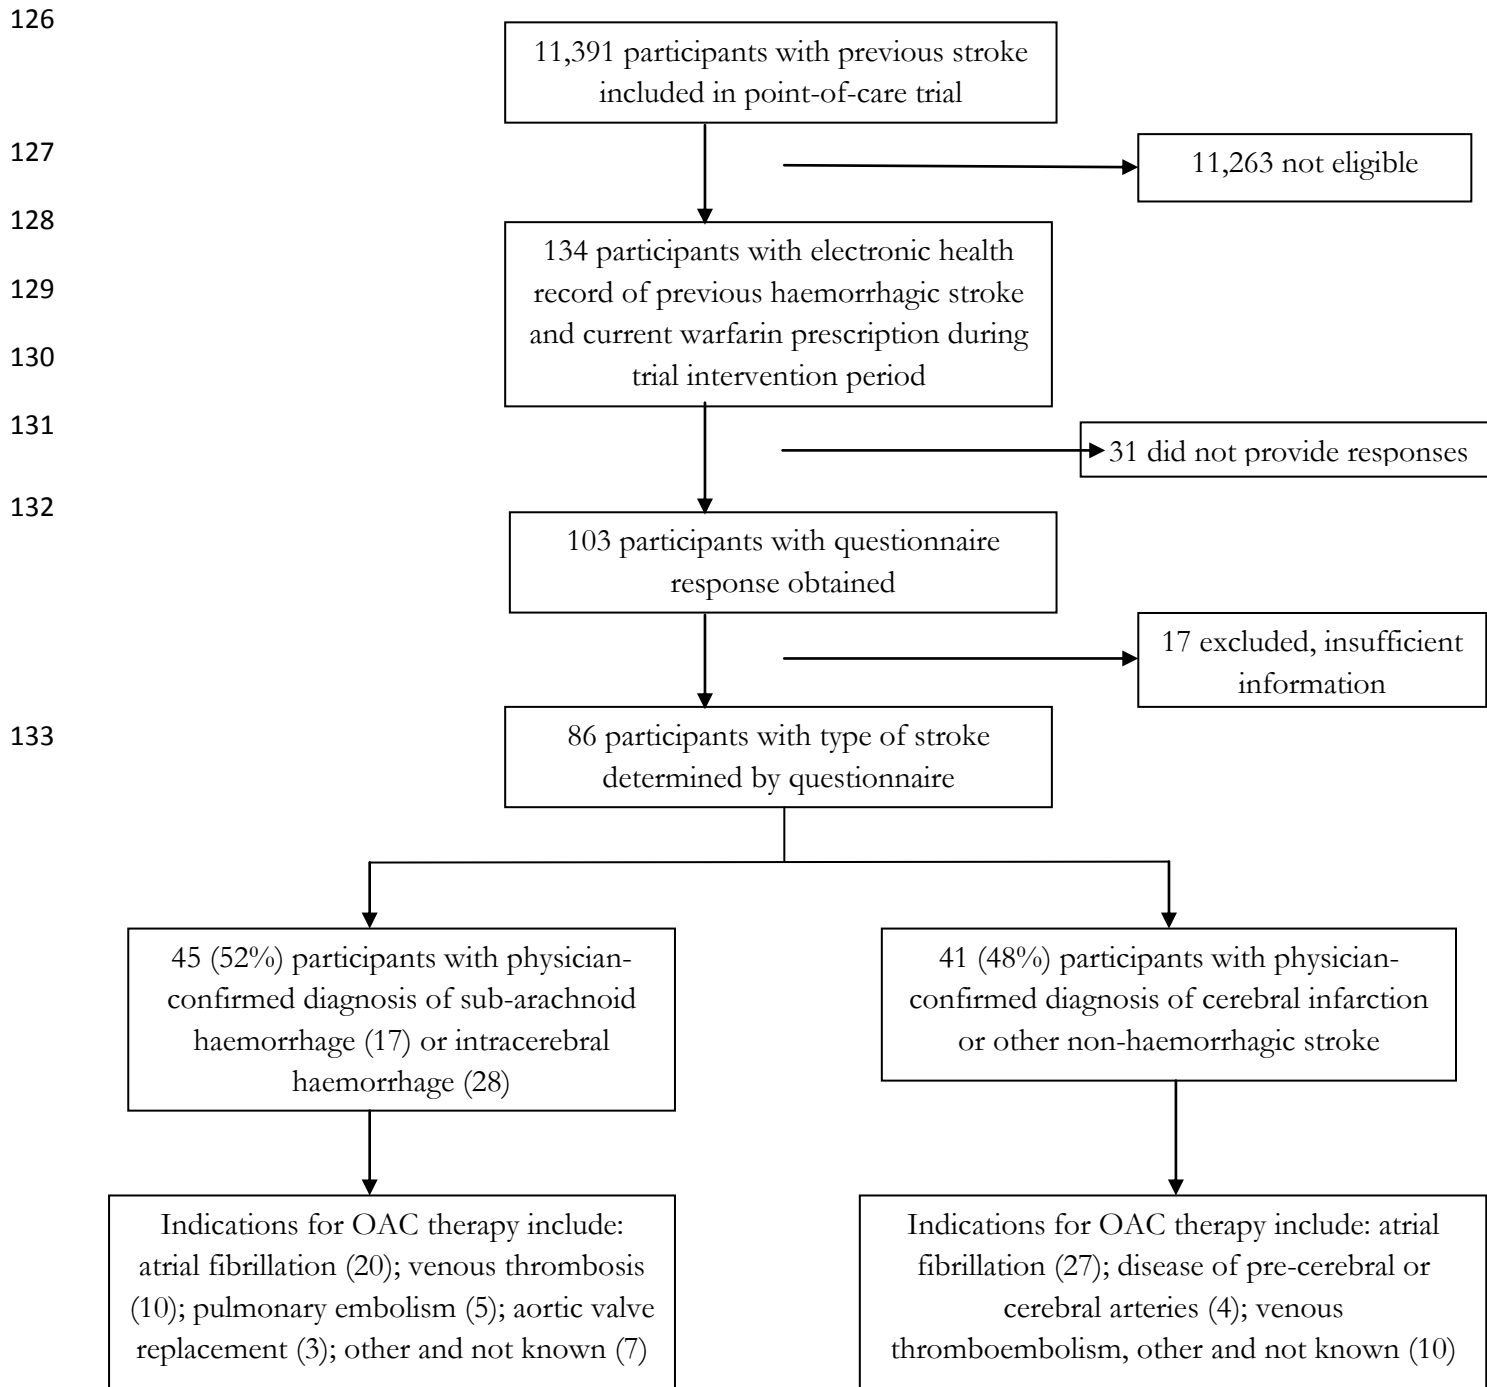 126
11,391 participants with previous stroke
included in point-of-care trial
127
11,263 not eligible
128
134 participants with electronic health
129
record of previous haemorrhagic stroke
and current warfarin prescription during
130
trial intervention period
131
31 did not provide responses
132
103 participants with questionnaire
response obtained
17 excluded, insufficient
information
133
86 participants with type of stroke
determined by questionnaire
45 (52%) participants with physician-
confirmed diagnosis of sub-arachnoid
haemorrhage (17) or intracerebral
haemorrhage (28)
41 (48%) participants with physician-
confirmed diagnosis of cerebral infarction
or other non-haemorrhagic stroke
Indications for OAC therapy include:
atrial fibrillation (20); venous thrombosis
(10); pulmonary embolism (5); aortic valve
replacement (3); other and not known (7)
Indications for OAC therapy include: atrial
fibrillation (27); disease of pre-cerebral or
cerebral arteries (4); venous
thromboembolism, other and not known (10)